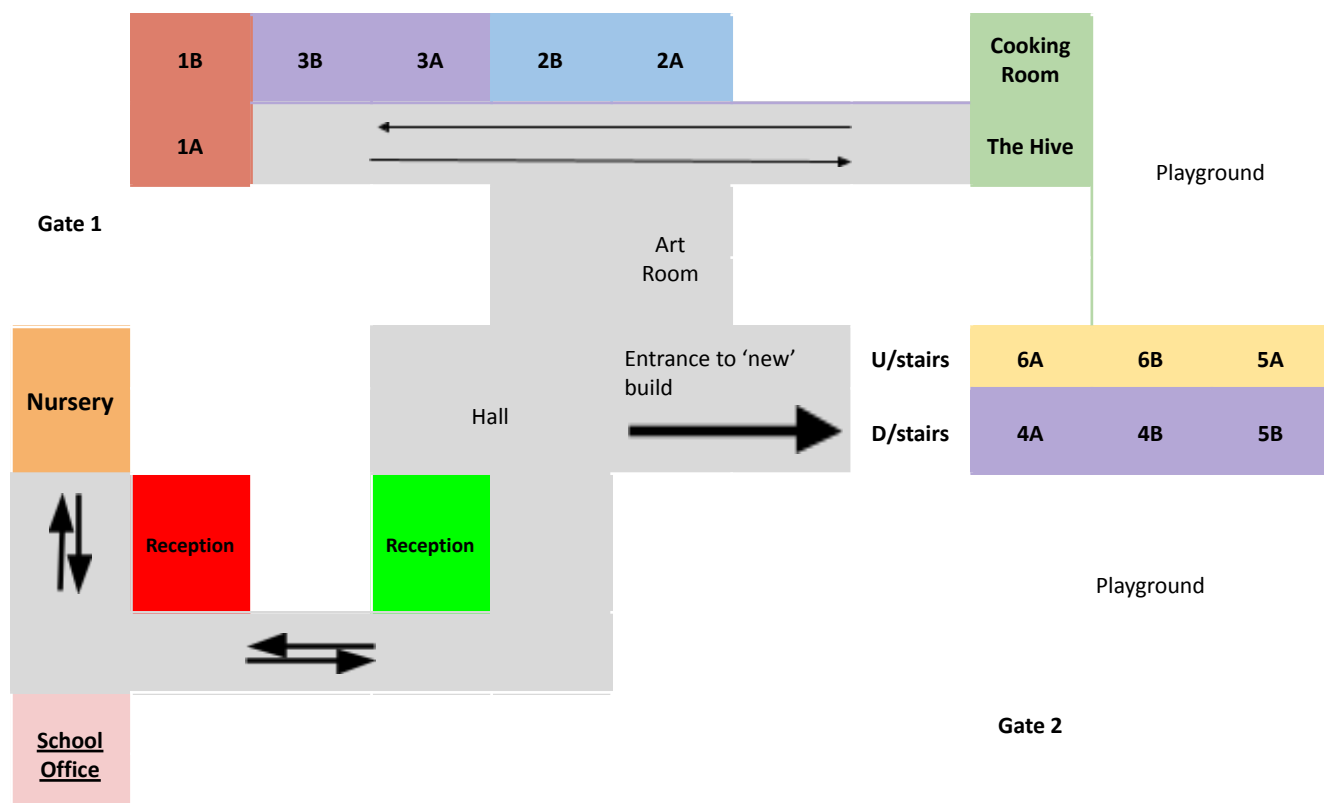 1B
3B
3A
2B
2A
Cooking
Room
1A
The Hive
Playground
Gate 1
Art
Room
Nursery
Hall
Entrance to ‘new’
build
U/stairs
6A
6B
5A
D/stairs
4A
4B
5B
Reception
Reception
Playground
School
Office
Gate 2